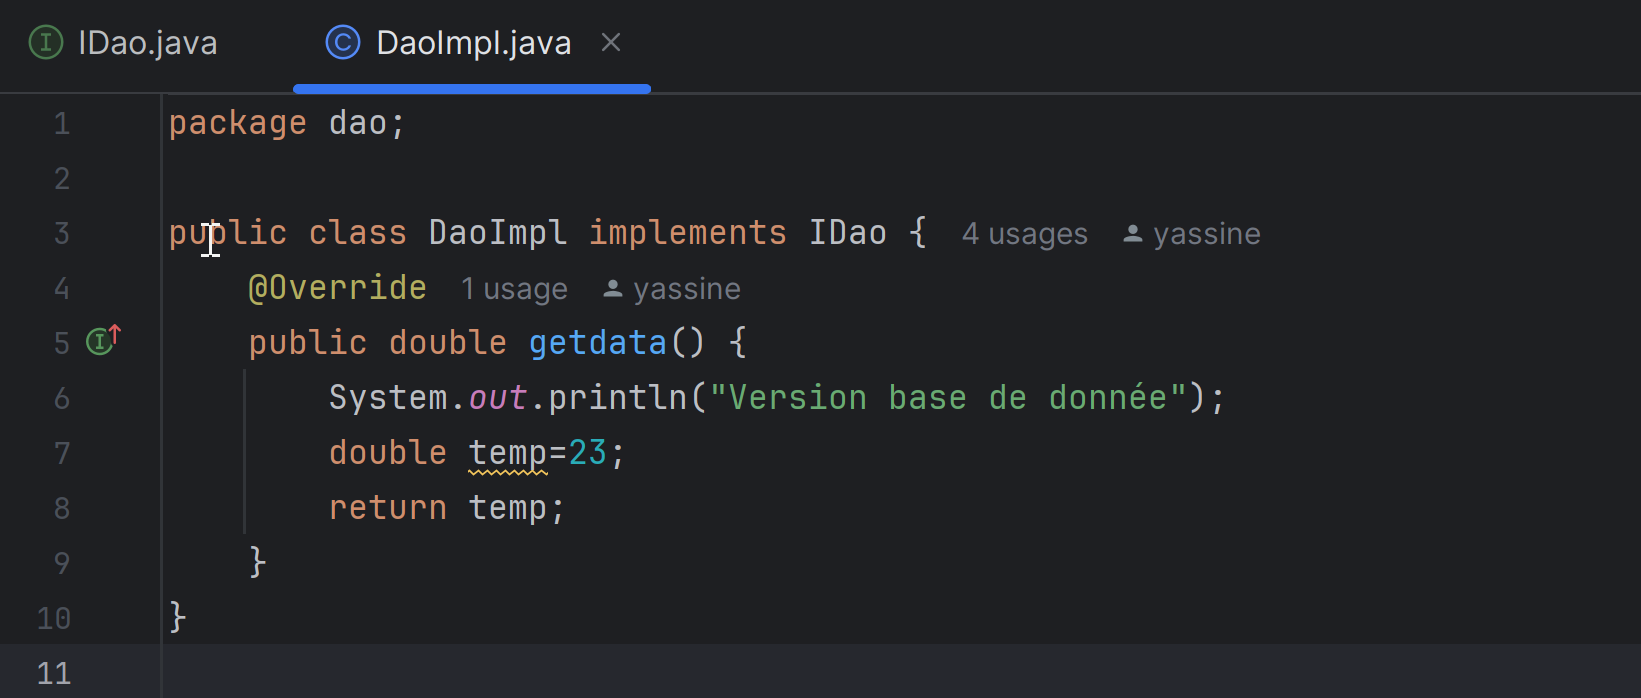 IDao.java DaoImpl.java
1 package dao;
2
3 public class DaoImpl implements IDao { 4 usages yassine
4 @Override 1 usage yassine
5 public double getdata() {
6 System.out.println("Version base de donnée");
7 double temp=23;
8 return temp;
9 }
10 }
11